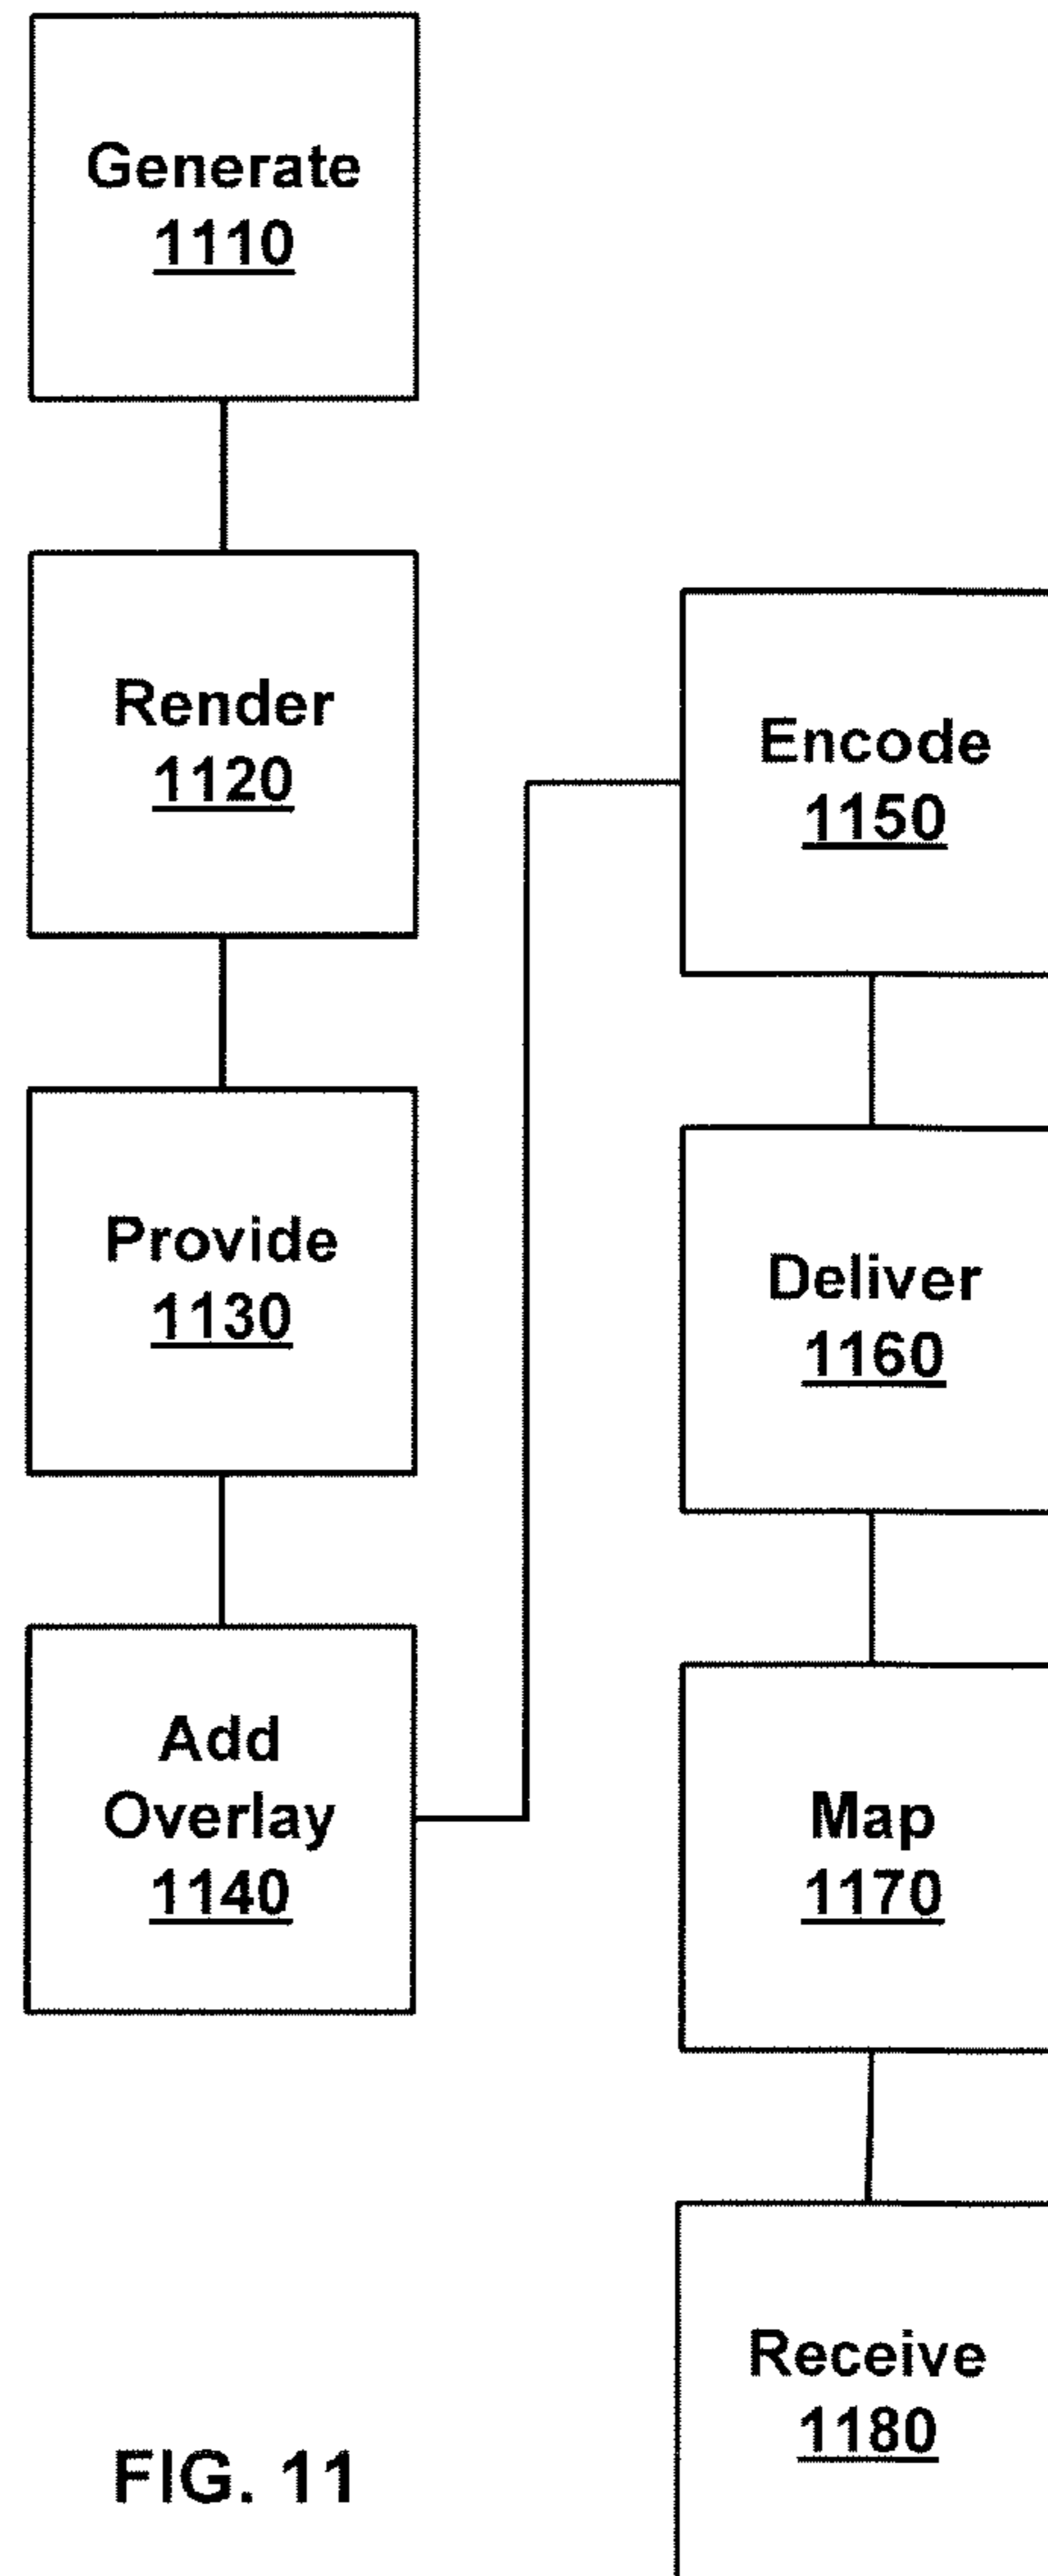 Generate
1110
Render
1120
Provide
1130
Add
Overlay
1140
Encode
1150
Deliver
1160
Map
1170
Receive
1180
FIG. 11